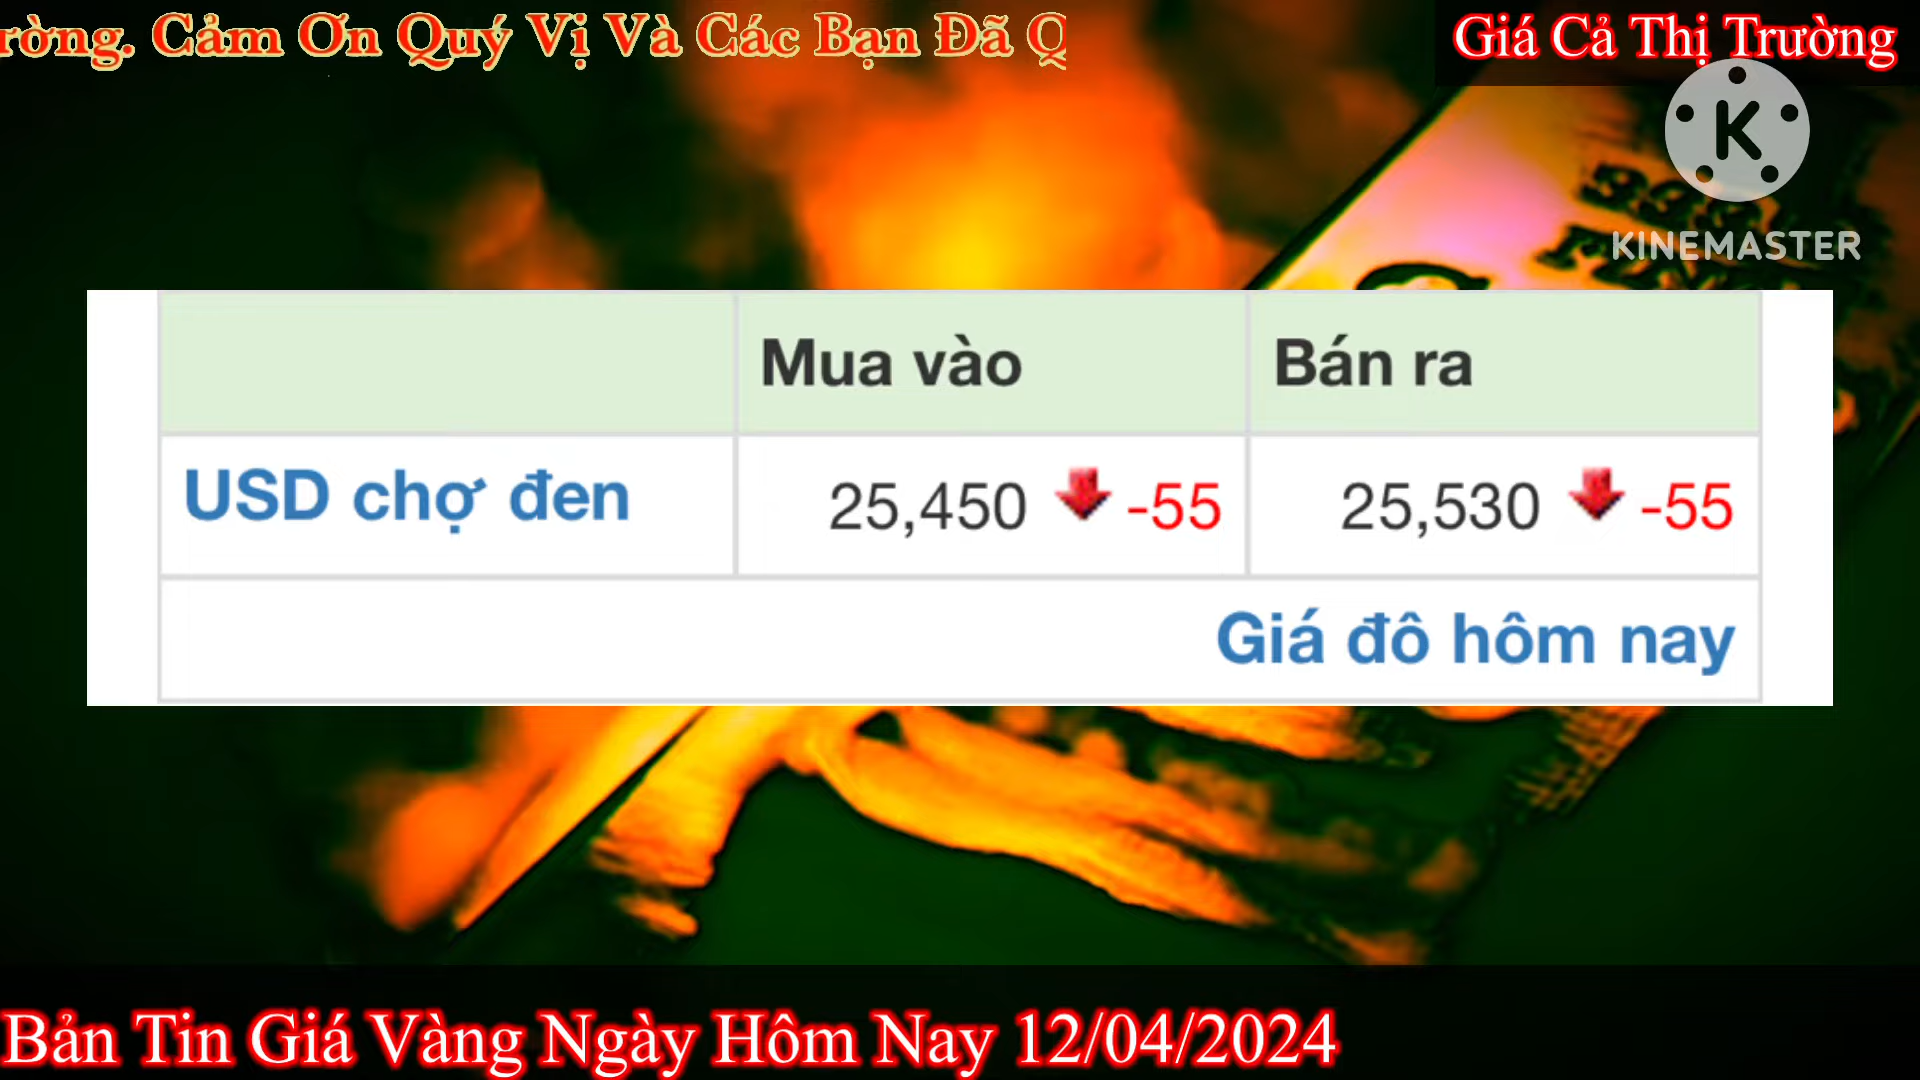 ường. Cảm Ơn Quý Vị Và Các Bạn Đã Q
Giá Cả Thị Trường
K
KINEMASTER
Mua vào Bán ra
USD chợ đen 25,450 -55 25,530 -55
Giá đô hôm nay
Bản Tin Giá Vàng Ngày Hôm Nay 12/04/2024